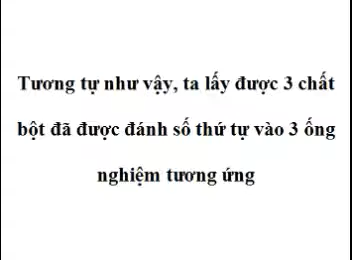 Tương tự như vậy, ta lấy được 3 chất
bột đã được đánh số thứ tự vào 3 ống
nghiệm tương ứng